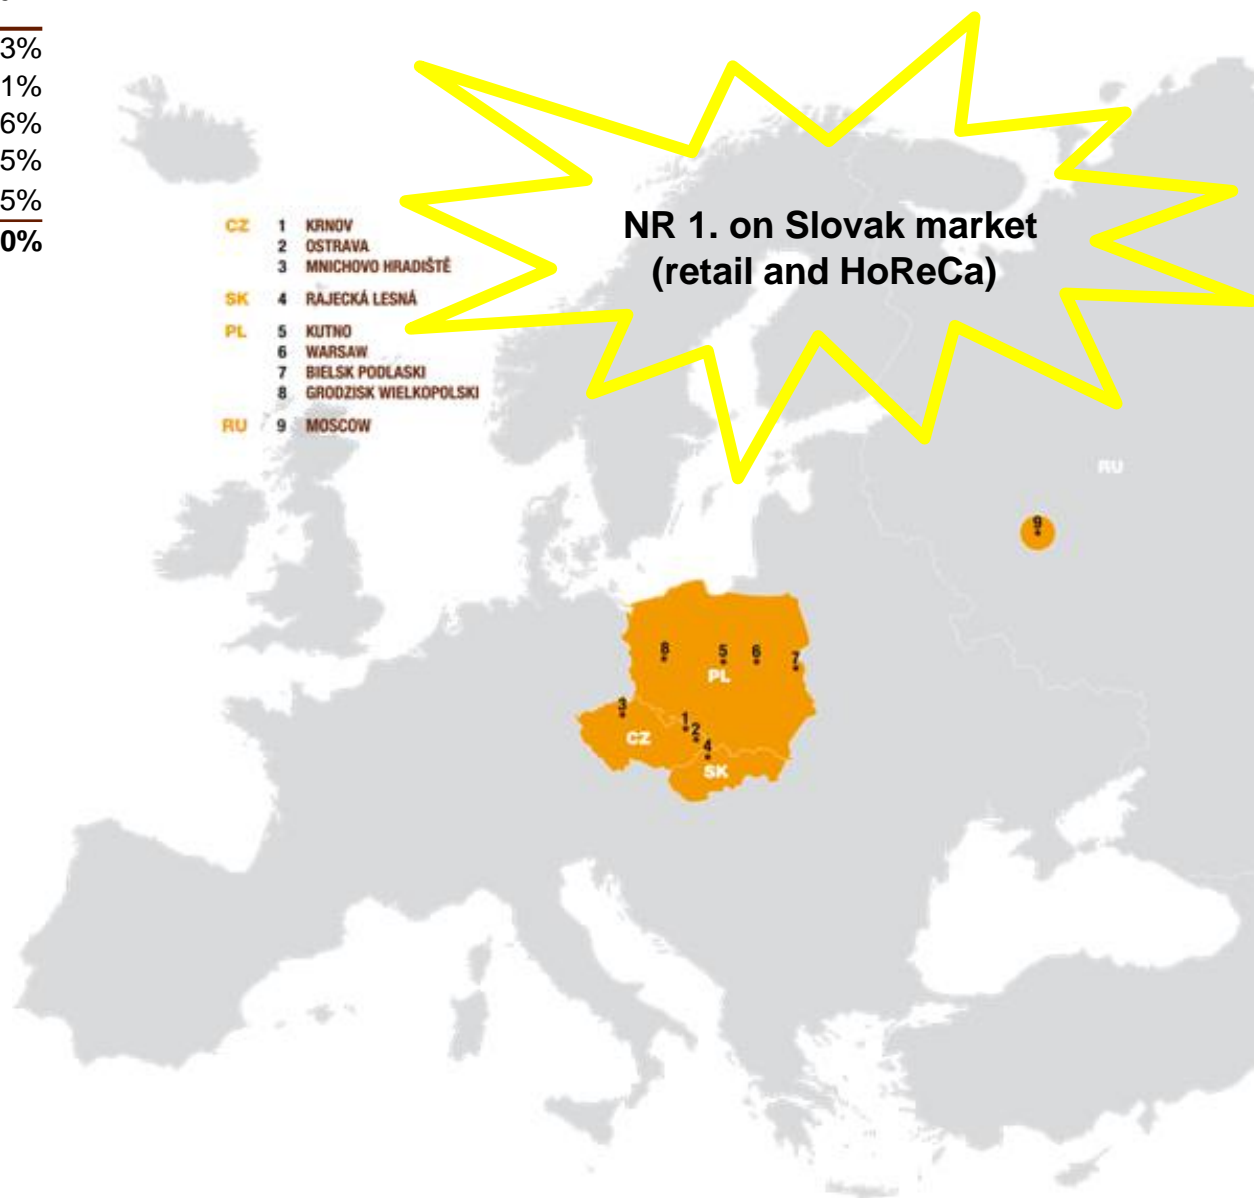 3%
1%
6%
5%
5%
0%
NR 1. on Slovak market
(retail and HoReCa)
CZ 1 KRNOV
2 OSTRAVA
3 MNICHOVO HRADIŠTĚ
SK 4 RAJECKÁ LESNÁ
PL 5 KUTNO
6 WARSAW
7 BIELSK PODLASKI
8 GRODZISK WIELKOPOLSKI
RU 9 MOSCOW
RU
9
8 5 6 7
PL
3
1
2
CZ
4
SK